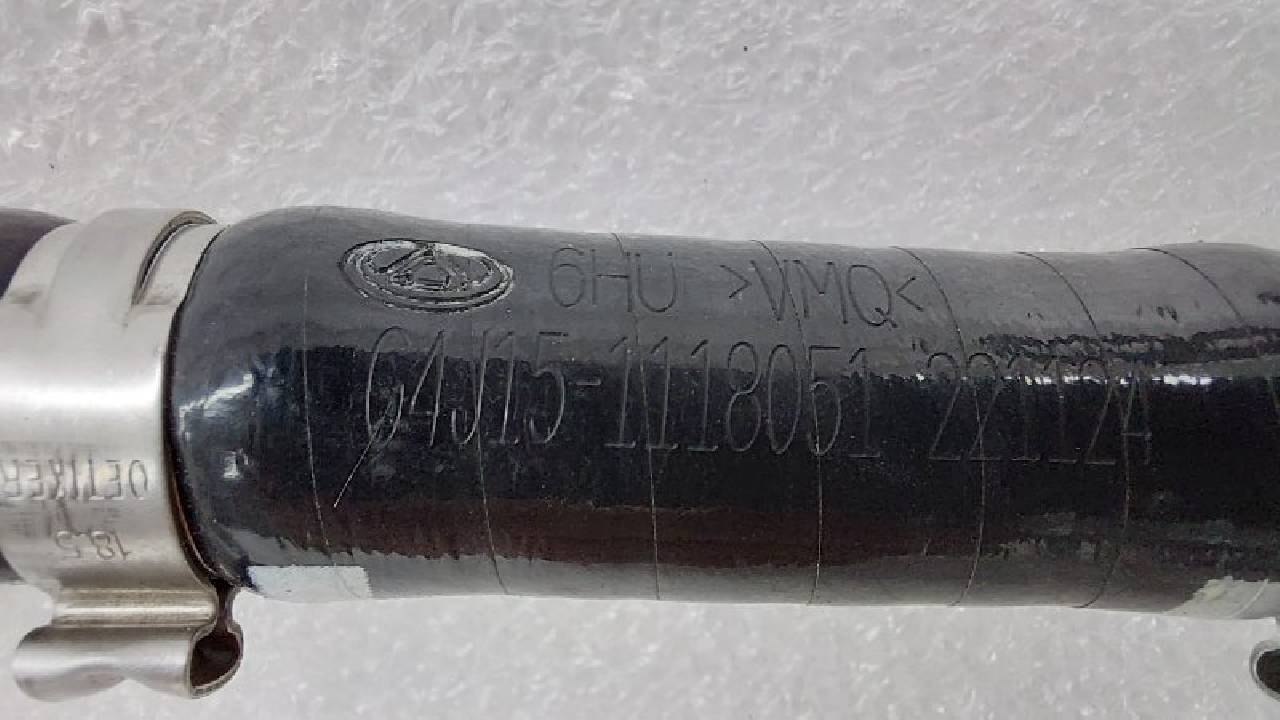 6HU >VMQ<
G4J15-1118051 22112A
OETIKER
18.5